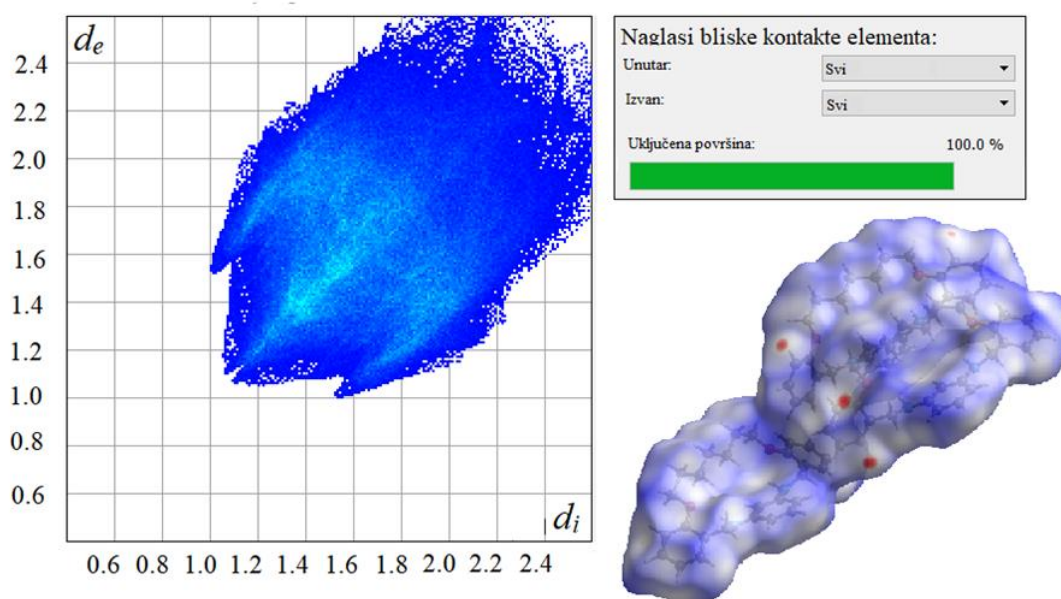 d_e
2.4
2.2
2.0
1.8
1.6
1.4
1.2
1.0
0.8
0.6
d_i
0.6 0.8 1.0 1.2 1.4 1.6 1.8 2.0 2.2 2.4
Naglasi bliske kontakte elementa:
Unutar: Svi
Izvan: Svi
Uključena površina: 100.0 %